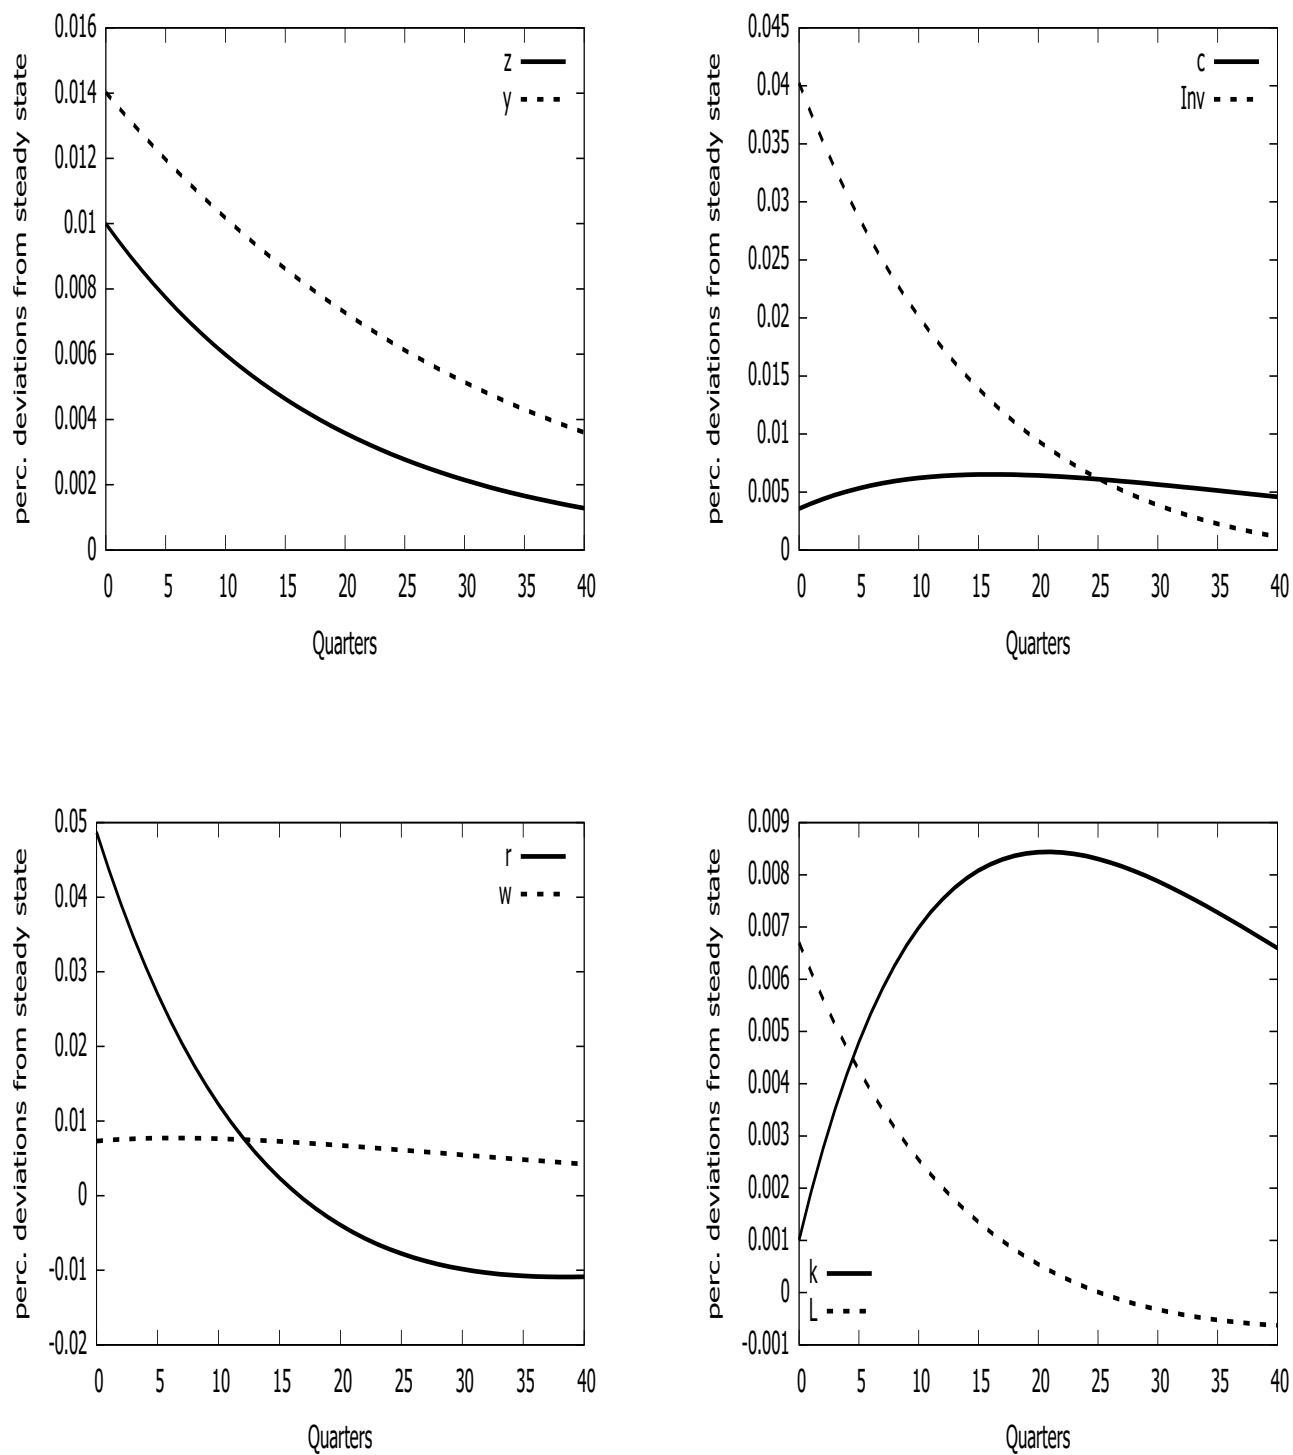 perc. deviations from steady state
0.016
0.014
0.012
0.01
0.008
0.006
0.004
0.002
0
z
y
0 5 10 15 20 25 30 35 40
Quarters
perc. deviations from steady state
0.045
0.04
0.035
0.03
0.025
0.02
0.015
0.01
0.005
0
c
Inv
0 5 10 15 20 25 30 35 40
Quarters
perc. deviations from steady state
0.05
0.04
0.03
0.02
0.01
0
-0.01
-0.02
r
w
0 5 10 15 20 25 30 35 40
Quarters
perc. deviations from steady state
0.009
0.008
0.007
0.006
0.005
0.004
0.003
0.002
0.001
0
-0.001
k
L
0 5 10 15 20 25 30 35 40
Quarters